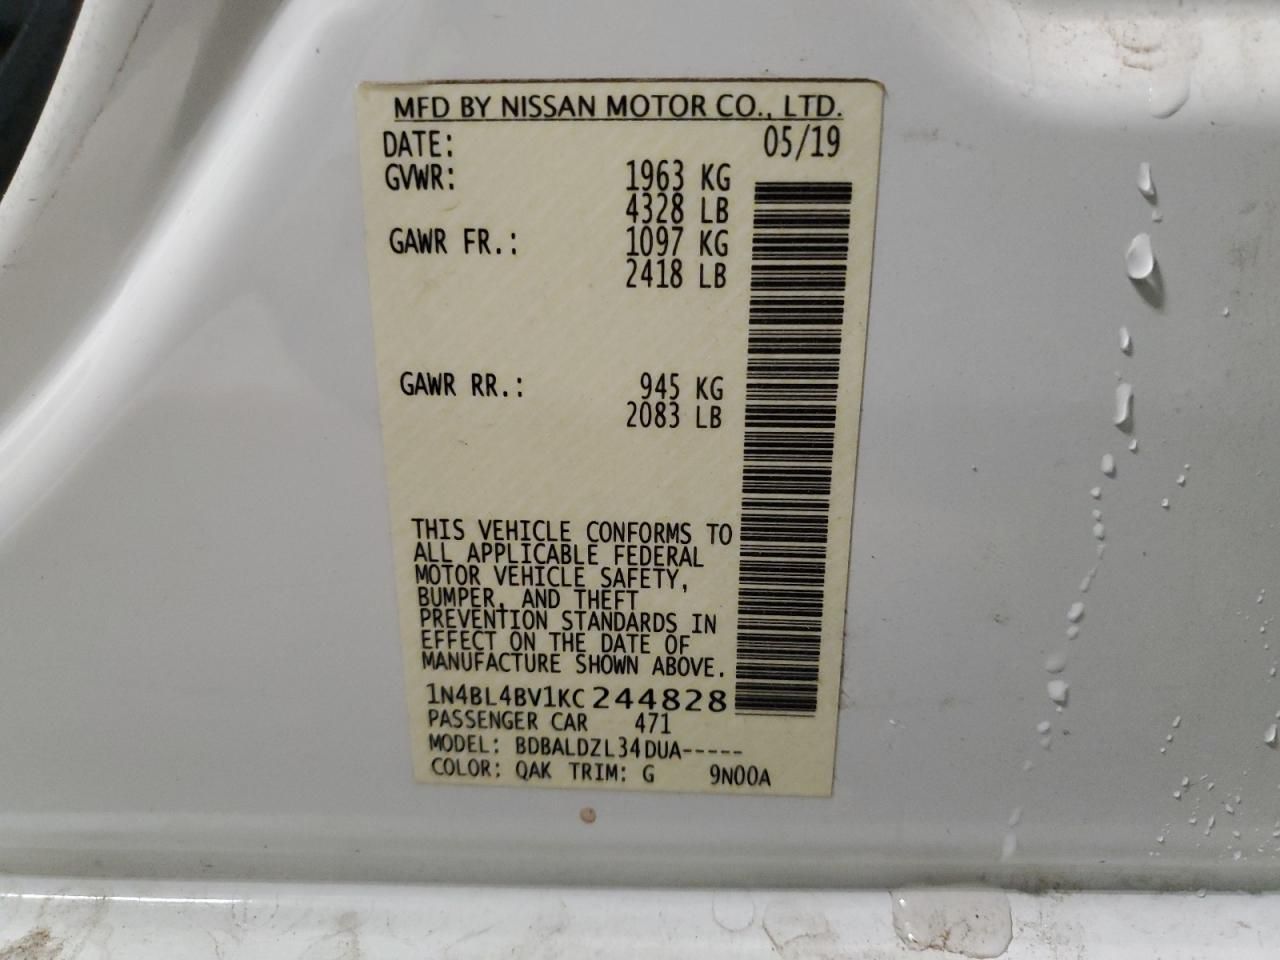 MFD BY NISSAN MOTOR CO., LTD.
DATE: 05/19
GVWR: 1963 KG
4328 LB
GAWR FR.: 1097 KG
2418 LB
GAWR RR.: 945 KG
2083 LB
THIS VEHICLE CONFORMS TO
ALL APPLICABLE FEDERAL
MOTOR VEHICLE SAFETY,
BUMPER, AND THEFT
PREVENTION STANDARDS IN
EFFECT ON THE DATE OF
MANUFACTURE SHOWN ABOVE.
1N4BL4BV1KC244828
PASSENGER CAR 471
MODEL: BDBALDZL34DUA-----
COLOR: QAK TRIM: G 9N00A